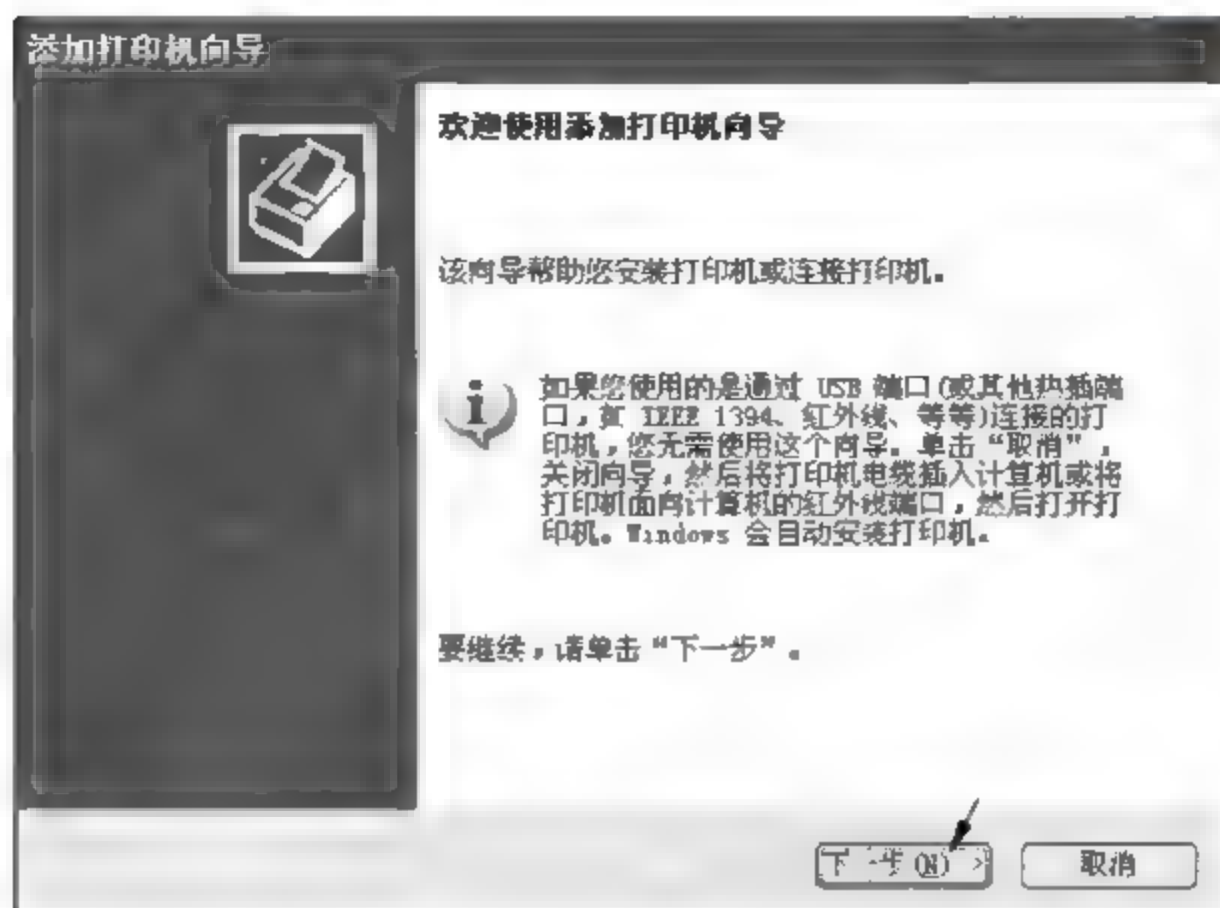 添加打印机向导
欢迎使用添加打印机向导
该向导帮助您安装打印机或连接打印机。
如果您使用的是通过 USB 端口(或其他热插端
口，如 IEEE 1394、红外线、等等)连接的打
印机，您无需使用这个向导。单击“取消”，
关闭向导，然后将打印机电缆插入计算机或将
打印机面向计算机的红外线端口，然后打开打
印机。Windows 会自动安装打印机。
要继续，请单击“下一步”。
下一步(N) >
取消